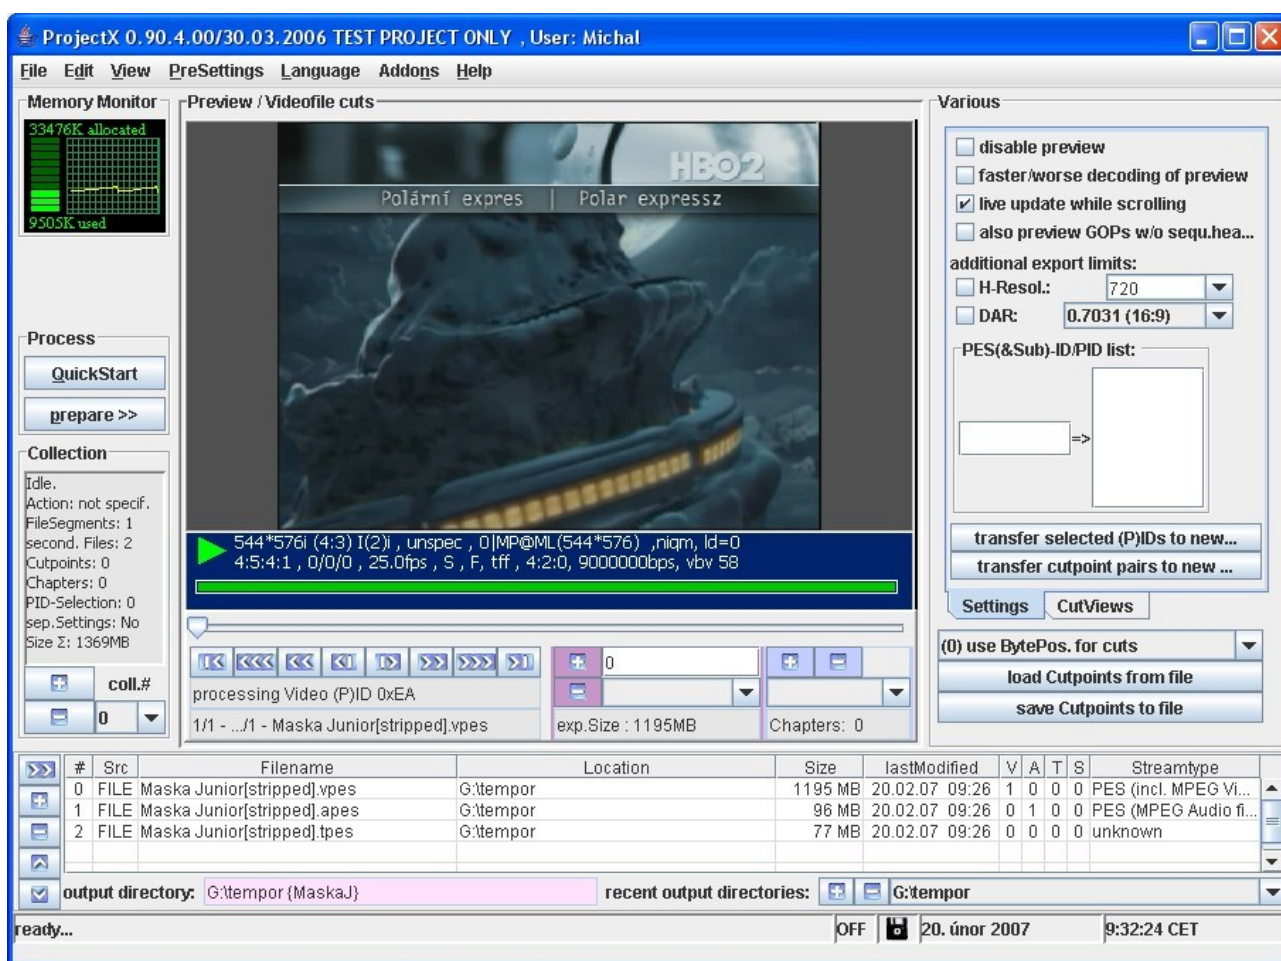 ProjectX 0.90.4.00/30.03.2006 TEST PROJECT ONLY , User: Michal
File Edit View PreSettings Language Addons Help
Memory Monitor
33476K allocated
9505K used
Process
QuickStart
prepare >>
Collection
Idle.
Action: not specif.
FileSegments: 1
second. Files: 2
Cutpoints: 0
Chapters: 0
PID-Selection: 0
sep.Settings: No
Size Σ: 1369MB
coll.#
0
Preview / Videofile cuts
HBO2
Polární expres | Polar expressz
544*576i (4:3) I(2)i , unspec , 0|MP@ML(544*576) ,niqm, ld=0
4:5:4:1 , 0/0/0 , 25.0fps , S , F, tff , 4:2:0, 9000000bps, vbv 58
processing Video (P)ID 0xEA
1/1 - .../1 - Maska Junior[stripped].vpes
0
exp.Size : 1195MB
Chapters: 0
Various
disable preview
faster/worse decoding of preview
live update while scrolling
also preview GOPs w/o sequ.hea...
additional export limits:
H-Resol.: 720
DAR: 0.7031 (16:9)
PES(&Sub)-ID/PID list:
=>
transfer selected (P)IDs to new...
transfer cutpoint pairs to new ...
Settings CutViews
(0) use BytePos. for cuts
load Cutpoints from file
save Cutpoints to file
# Src Filename Location Size lastModified V A T S Streamtype
0 FILE Maska Junior[stripped].vpes G:\tempor 1195 MB 20.02.07 09:26 1 0 0 0 PES (incl. MPEG Vi...
1 FILE Maska Junior[stripped].apes G:\tempor 96 MB 20.02.07 09:26 0 1 0 0 PES (MPEG Audio fi...
2 FILE Maska Junior[stripped].tpes G:\tempor 77 MB 20.02.07 09:26 0 0 0 0 unknown
output directory: G:\tempor {MaskaJ} recent output directories: G:\tempor
ready... OFF 20. únor 2007 9:32:24 CET